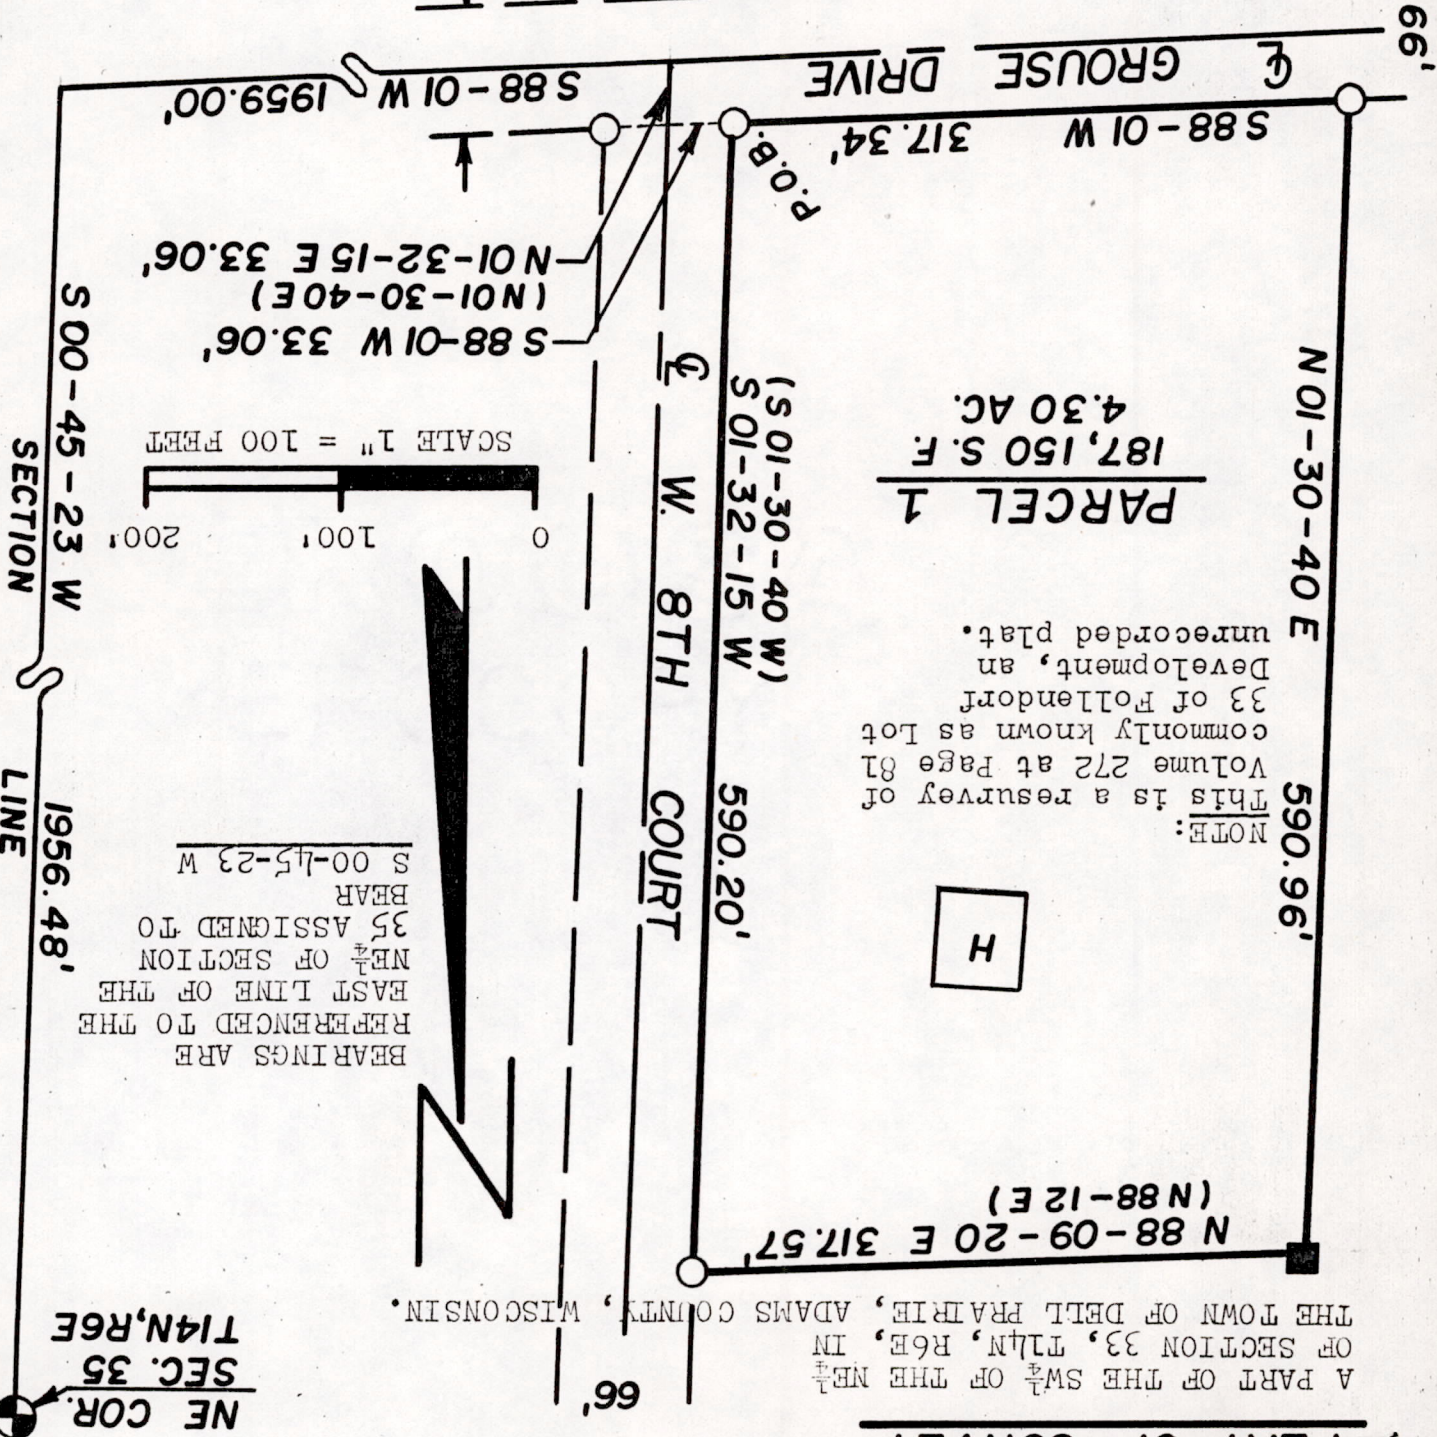 A PART OF THE SW¼ OF THE NE¼
OF SECTION 33, T14N, R6E, IN
THE TOWN OF DELL PRAIRIE, ADAMS COUNTY, WISCONSIN.
66'
NE COR.
SEC. 35
T14N,R6E
N 88-09-20 E 317.57'
(N 88-12 E)
N 01-30-40 E 590.96'
H
NOTE:
This is a resurvey of
Volume 272 at Page 81
commonly known as Lot
33 of Follendorf
Development, an
unrecorded plat.
PARCEL 1
187,150 S.F.
4.30 AC.
590.20'
S 01-32-15 W
(S 01-30-40 W)
℄ W. 8TH COURT
N
BEARINGS ARE
REFERENCED TO THE
EAST LINE OF THE
NE¼ OF SECTION
35 ASSIGNED TO
BEAR
S 00-45-23 W
0 100' 200'
SCALE 1" = 100 FEET
SECTION LINE
S 00-45-23 W 1956.48'
S 88-01 W 33.06'
(N01-30-40E)
N 01-32-15 E 33.06'
P.O.B.
S 88-01 W 317.34'
S 88-01 W 1959.00'
℄ GROUSE DRIVE
66'